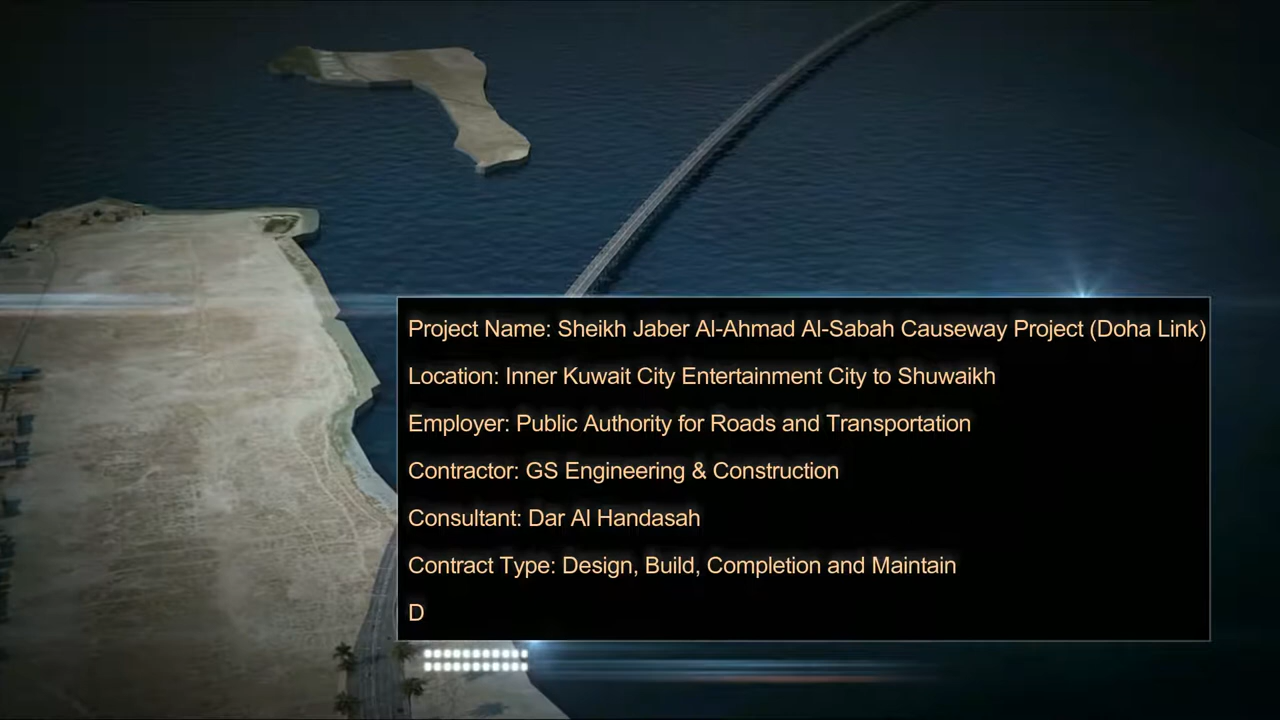 Project Name: Sheikh Jaber Al-Ahmad Al-Sabah Causeway Project (Doha Link)
Location: Inner Kuwait City Entertainment City to Shuwaikh
Employer: Public Authority for Roads and Transportation
Contractor: GS Engineering & Construction
Consultant: Dar Al Handasah
Contract Type: Design, Build, Completion and Maintain
D